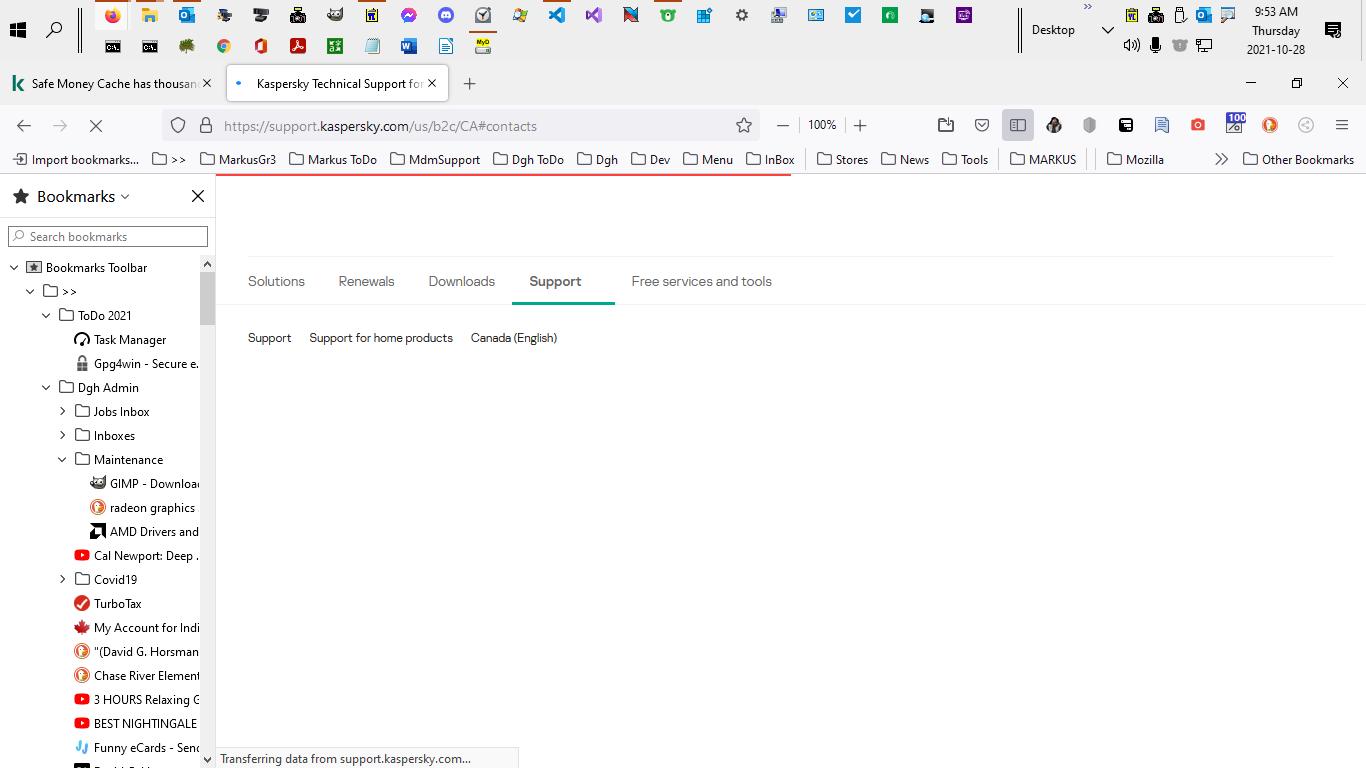 9:53 AM
Desktop
Thursday
2021-10-28
Safe Money Cache has thousan
Kaspersky Technical Support for
https://support.kaspersky.com/us/b2c/CA#contacts
100%
100
Import bookmarks... >> MarkusGr3 Markus ToDo MdmSupport Dgh ToDo Dgh Dev Menu InBox Stores News Tools MARKUS Mozilla Other Bookmarks
Bookmarks
Search bookmarks
Bookmarks Toolbar
>>
ToDo 2021
Task Manager
Gpg4win - Secure e...
Dgh Admin
Jobs Inbox
Inboxes
Maintenance
GIMP - Downloa
radeon graphics
AMD Drivers and
Cal Newport: Deep ...
Covid19
TurboTax
My Account for Indi
"(David G. Horsman
Chase River Element
3 HOURS Relaxing G
BEST NIGHTINGALE
Funny eCards - Send
Solutions Renewals Downloads Support Free services and tools
Support Support for home products Canada (English)
Transferring data from support.kaspersky.com...